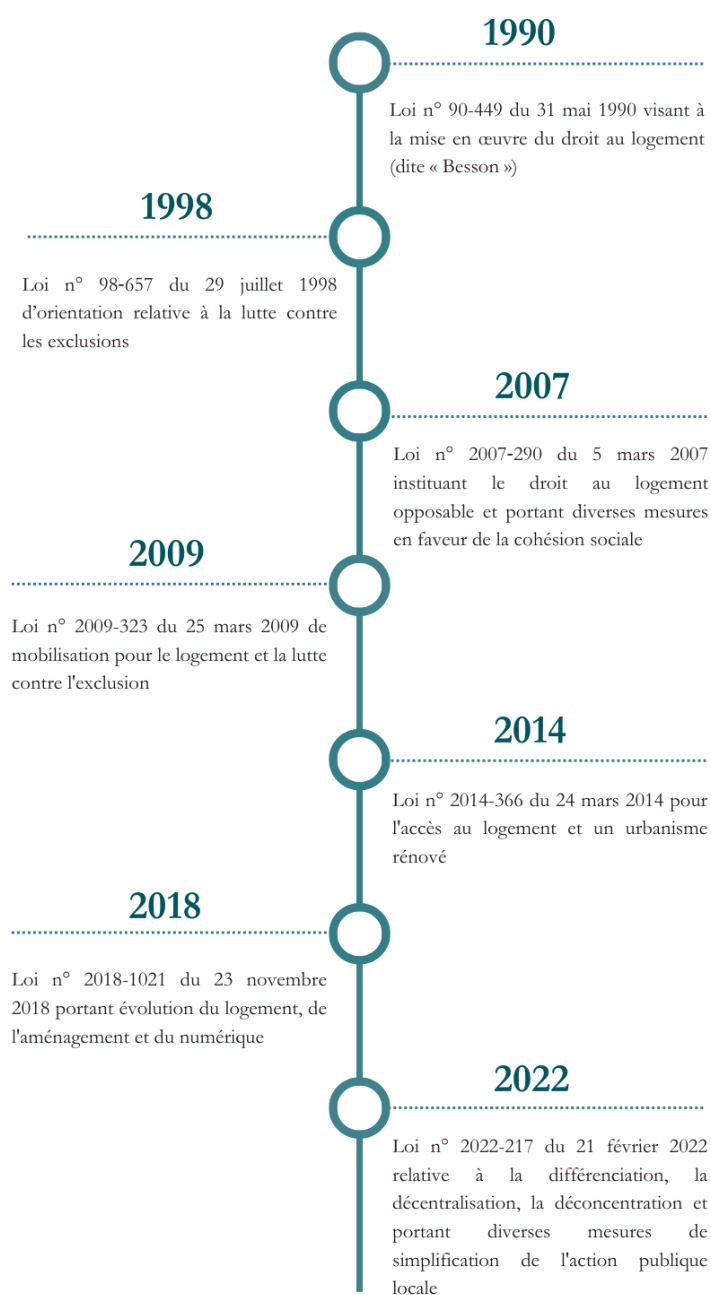 1990
Loi n° 90-449 du 31 mai 1990 visant à
la mise en œuvre du droit au logement
(dite « Besson »)
1998
Loi n° 98-657 du 29 juillet 1998
d’orientation relative à la lutte contre
les exclusions
2007
Loi n° 2007-290 du 5 mars 2007
instituant le droit au logement
opposable et portant diverses mesures
en faveur de la cohésion sociale
2009
Loi n° 2009-323 du 25 mars 2009 de
mobilisation pour le logement et la lutte
contre l'exclusion
2014
Loi n° 2014-366 du 24 mars 2014 pour
l'accès au logement et un urbanisme
rénové
2018
Loi n° 2018-1021 du 23 novembre
2018 portant évolution du logement, de
l'aménagement et du numérique
2022
Loi n° 2022-217 du 21 février 2022
relative à la différenciation, la
décentralisation, la déconcentration et
portant diverses mesures de
simplification de l'action publique
locale